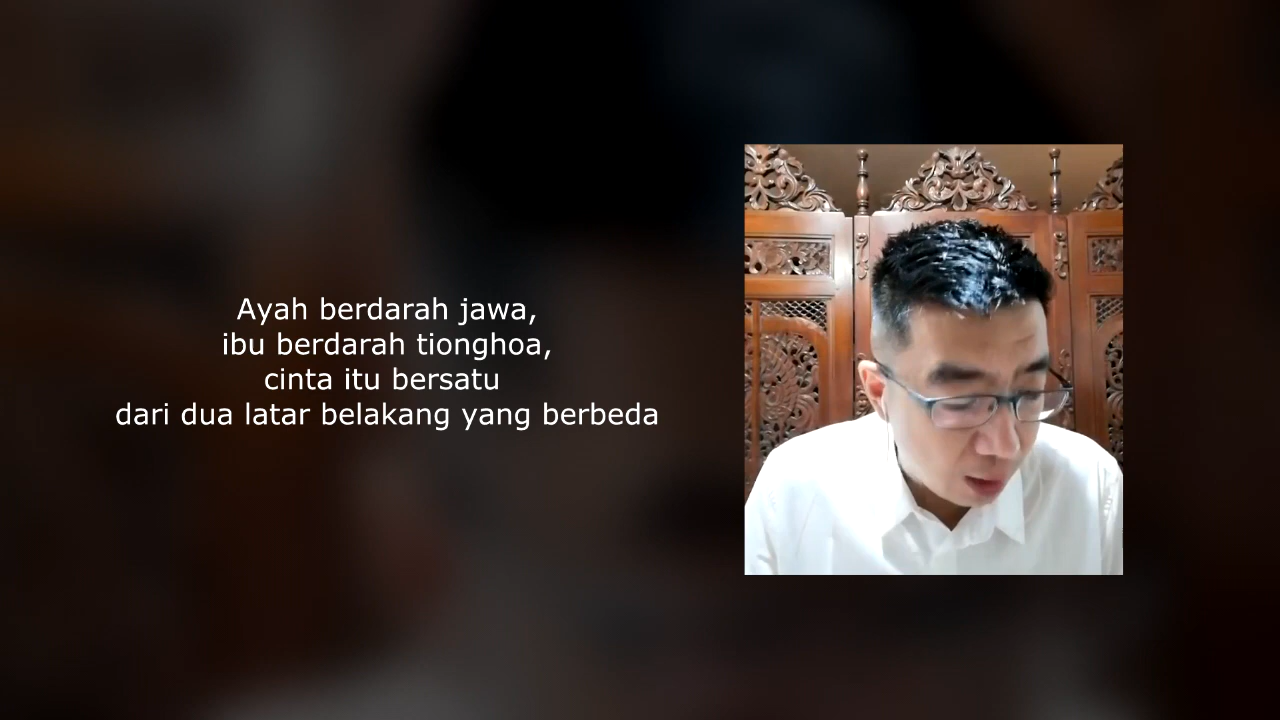 Ayah berdarah jawa,
ibu berdarah tionghoa,
cinta itu bersatu
dari dua latar belakang yang berbeda